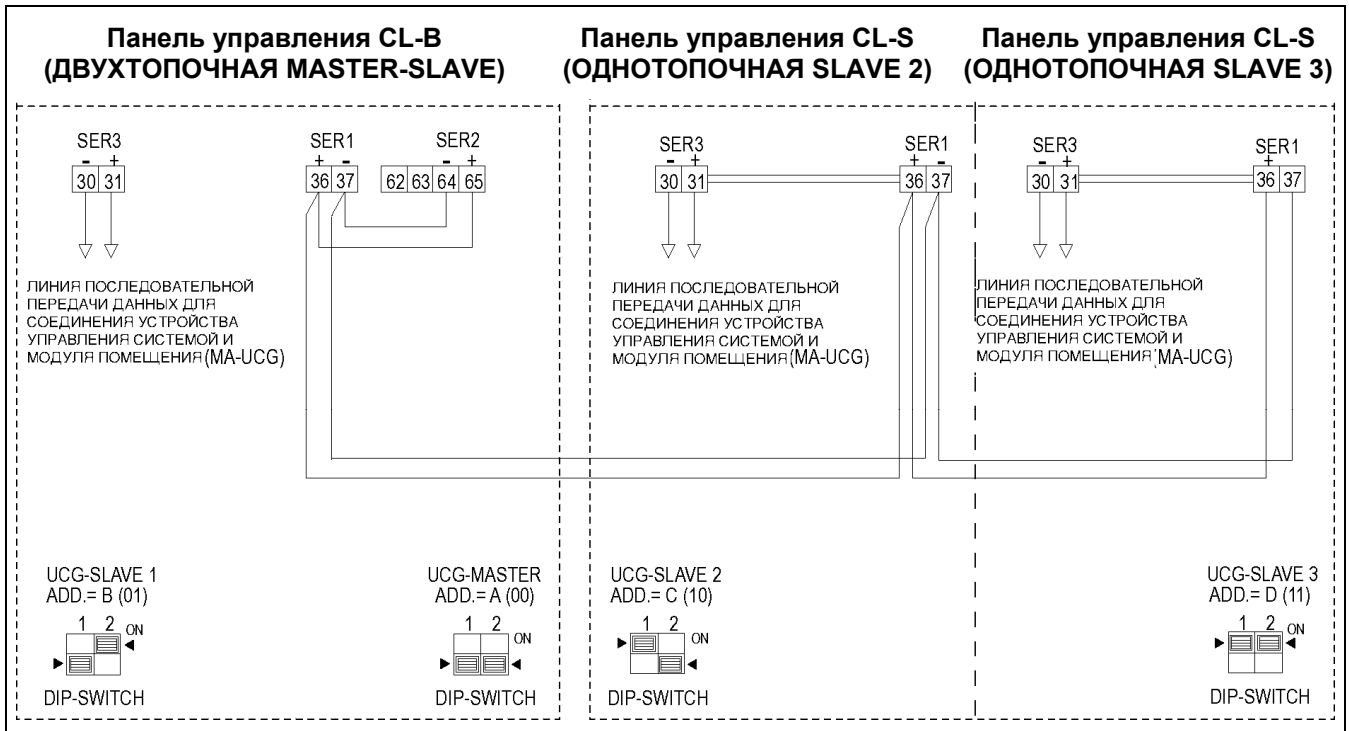 Панель управления CL-B
(ДВУХТОПОЧНАЯ MASTER-SLAVE)
Панель управления CL-S
(ОДНОТОПОЧНАЯ SLAVE 2)
Панель управления CL-S
(ОДНОТОПОЧНАЯ SLAVE 3)
SER3
- +
30 31
SER1
+ -
36 37
SER2
- +
62 63 64 65
ЛИНИЯ ПОСЛЕДОВАТЕЛЬНОЙ
ПЕРЕДАЧИ ДАННЫХ ДЛЯ
СОЕДИНЕНИЯ УСТРОЙСТВА
УПРАВЛЕНИЯ СИСТЕМОЙ И
МОДУЛЯ ПОМЕЩЕНИЯ (MA-UCG)
UCG-SLAVE 1
ADD.= B (01)
1 2 ON
DIP-SWITCH
UCG-MASTER
ADD.= A (00)
1 2 ON
DIP-SWITCH
SER3
- +
30 31
SER1
+ -
36 37
ЛИНИЯ ПОСЛЕДОВАТЕЛЬНОЙ
ПЕРЕДАЧИ ДАННЫХ ДЛЯ
СОЕДИНЕНИЯ УСТРОЙСТВА
УПРАВЛЕНИЯ СИСТЕМОЙ И
МОДУЛЯ ПОМЕЩЕНИЯ (MA-UCG)
UCG-SLAVE 2
ADD.= C (10)
1 2 ON
DIP-SWITCH
SER3
- +
30 31
SER1
+
36 37
ЛИНИЯ ПОСЛЕДОВАТЕЛЬНОЙ
ПЕРЕДАЧИ ДАННЫХ ДЛЯ
СОЕДИНЕНИЯ УСТРОЙСТВА
УПРАВЛЕНИЯ СИСТЕМОЙ И
МОДУЛЯ ПОМЕЩЕНИЯ (MA-UCG)
UCG-SLAVE 3
ADD.= D (11)
1 2 ON
DIP-SWITCH